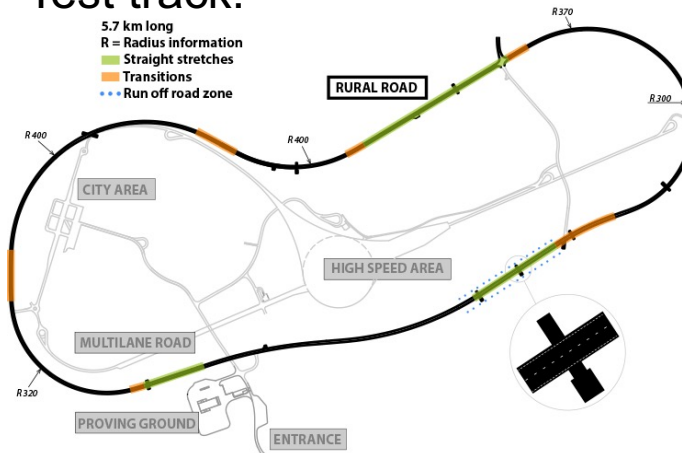 Test track:
5.7 km long
R = Radius information
Straight stretches
Transitions
Run off road zone
R 370
RURAL ROAD
R 300
R 400
R 400
CITY AREA
HIGH SPEED AREA
MULTILANE ROAD
R 320
PROVING GROUND
ENTRANCE